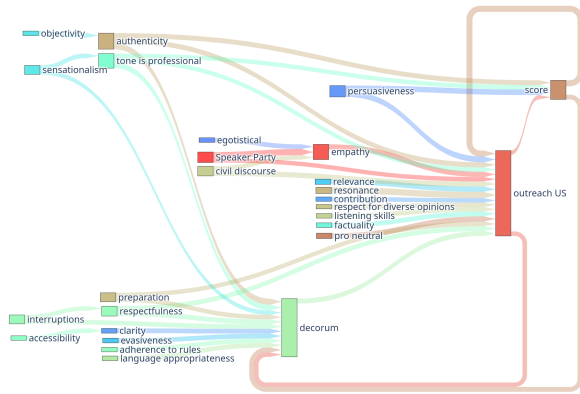 objectivity
authenticity
tone is professional
sensationalism
score
persuasiveness
egotistical
empathy
Speaker Party
civil discourse
relevance
resonance
outreach US
contribution
respect for diverse opinions
listening skills
factuality
pro neutral
preparation
respectfulness
interruptions
decorum
clarity
accessibility
evasiveness
adherence to rules
language appropriateness